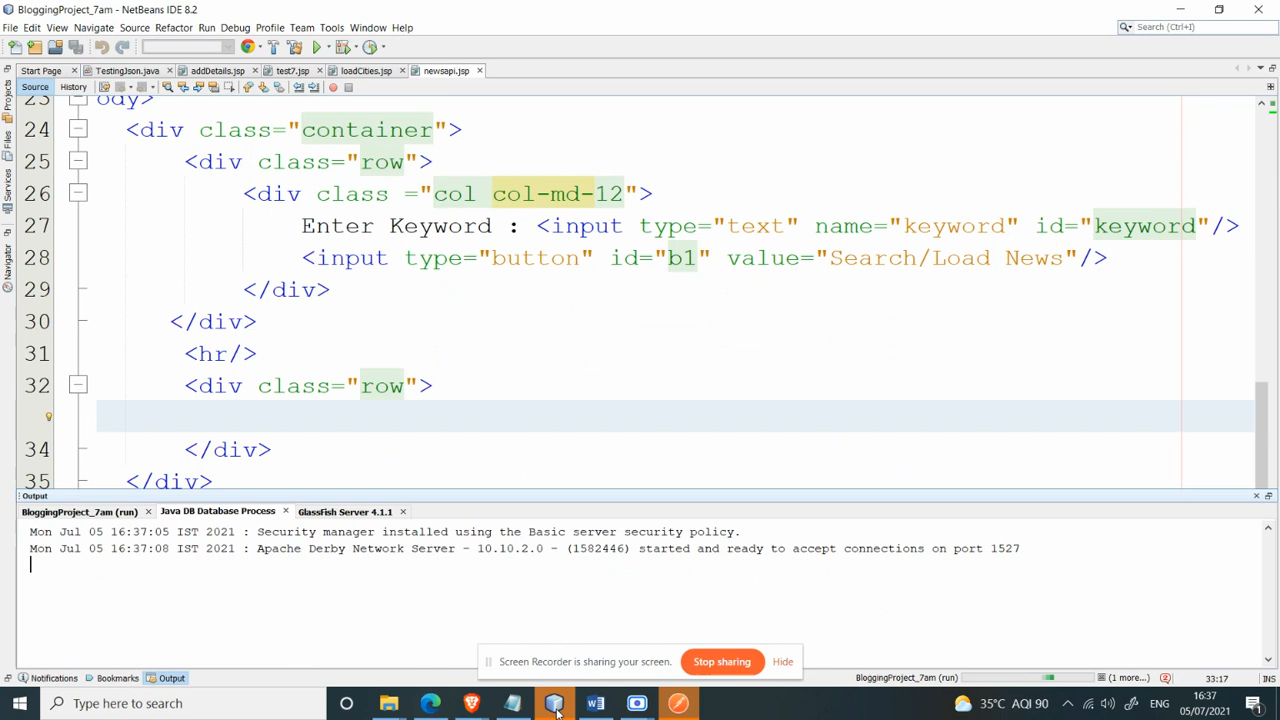 BloggingProject_7am - NetBeans IDE 8.2
File Edit View Navigate Source Refactor Run Debug Profile Team Tools Window Help
Search (Ctrl+I)
Start Page TestingJson.java addDetails.jsp test7.jsp loadCities.jsp newsapi.jsp
Source History
Projects
Files
Services
Navigator
23 ody>
24 <div class="container">
25 <div class="row">
26 <div class ="col col-md-12">
27 Enter Keyword : <input type="text" name="keyword" id="keyword"/>
28 <input type="button" id="b1" value="Search/Load News"/>
29 </div>
30 </div>
31 <hr/>
32 <div class="row">
34 </div>
35 </div>
Output
BloggingProject_7am (run) Java DB Database Process GlassFish Server 4.1.1
Mon Jul 05 16:37:05 IST 2021 : Security manager installed using the Basic server security policy.
Mon Jul 05 16:37:08 IST 2021 : Apache Derby Network Server - 10.10.2.0 - (1582446) started and ready to accept connections on port 1527
Screen Recorder is sharing your screen. Stop sharing Hide
Notifications Bookmarks Output BloggingProject_7am (run) (1 more... 33:17 INS
Type here to search 35°C AQI 90 ENG 16:37
05/07/2021 1